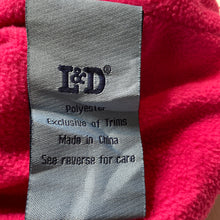 L&D®
Polyester
Exclusive of Trims
Made in China
See reverse for care